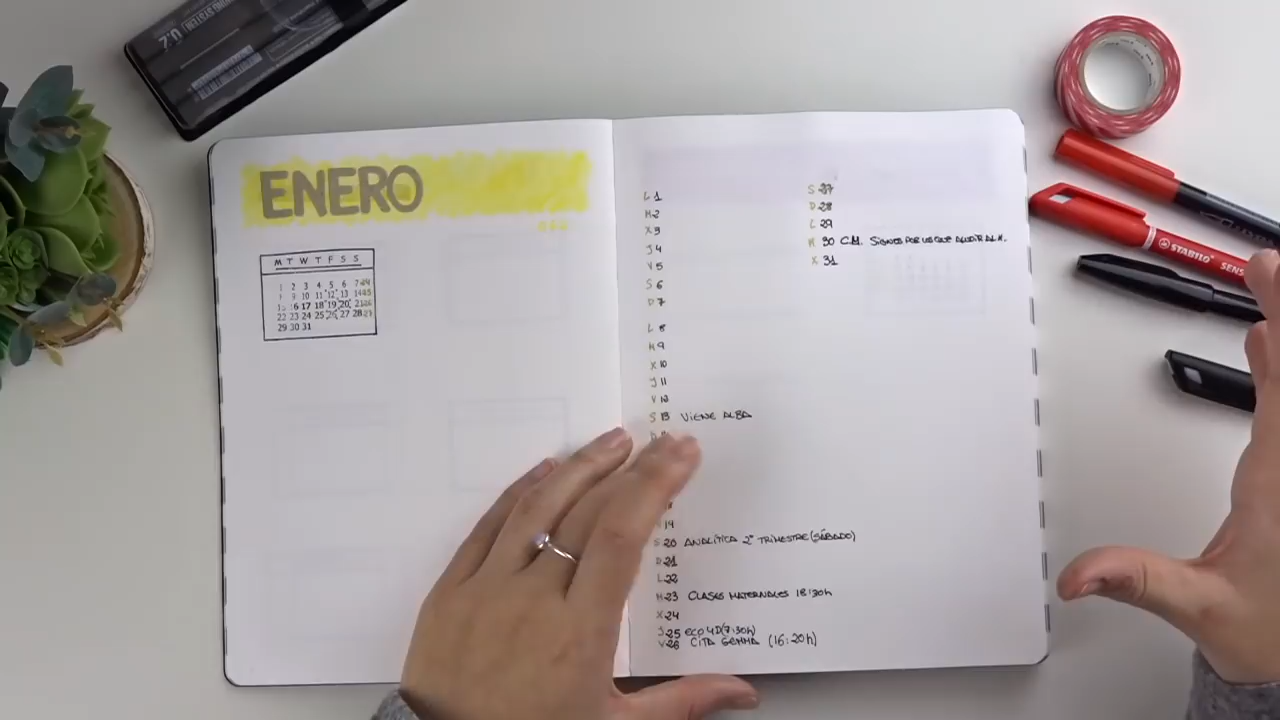 0.7
ENERO
M T W T F S S
1 2 3 4 5 6 7
8 9 10 11 12 13 14
15 16 17 18 19 20 21
22 23 24 25 26 27 28
29 30 31
L 1
M 2
X 3
J 4
V 5
S 6
D 7
L 8
M 9
X 10
J 11
V 12
S 13 VIENE ALBA
19
S 20 ANALÍTICA 2º TRIMESTRE (SÁBADO)
D 21
L 22
M 23 CLASES MATERNALES 18:30h
X 24
J 25 ECO 4D (7:30h)
V 26 CITA GEMMA (16:20h)
S 27
D 28
L 29
M 30 C.M.
X 31
STABILO SENS